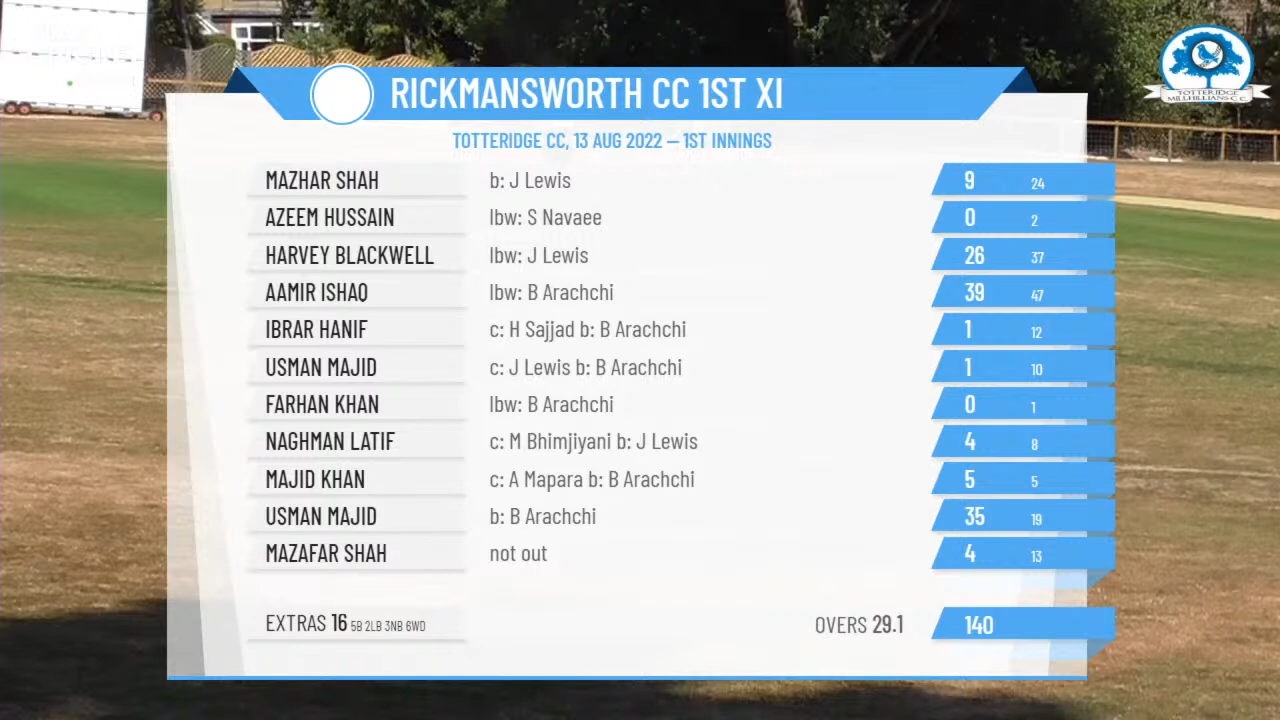 RICKMANSWORTH CC 1ST XI
TOTTERIDGE MILLHILLIANS C.C.
TOTTERIDGE CC, 13 AUG 2022 – 1ST INNINGS
MAZHAR SHAH b: J Lewis 9 24
AZEEM HUSSAIN lbw: S Navaee 0 2
HARVEY BLACKWELL lbw: J Lewis 26 37
AAMIR ISHAQ lbw: B Arachchi 39 47
IBRAR HANIF c: H Sajjad b: B Arachchi 1 12
USMAN MAJID c: J Lewis b: B Arachchi 1 10
FARHAN KHAN lbw: B Arachchi 0 1
NAGHMAN LATIF c: M Bhimjiyani b: J Lewis 4 8
MAJID KHAN c: A Mapara b: B Arachchi 5 5
USMAN MAJID b: B Arachchi 35 19
MAZAFAR SHAH not out 4 13
EXTRAS 16 5B 2LB 3NB 6WD OVERS 29.1 140